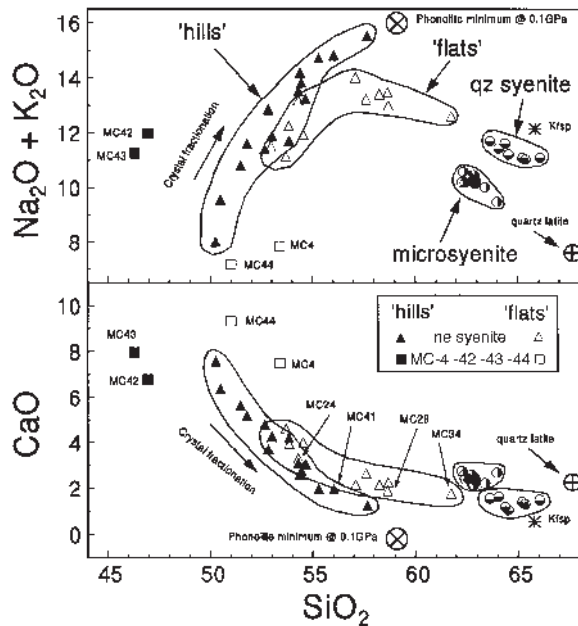 Phonolitic minimum @ 0.1GPa
'hills'
'flats'
16
14
12
10
8
6
Na2O + K2O
qz syenite
Kfsp
MC42
MC43
Crystal fractionation
MC4
MC44
microsyenite
quartz latite
10
8
6
4
2
0
CaO
MC43
MC42
MC44
MC4
'hills' 'flats'
ne syenite
MC-4 -42 -43 -44
MC24
MC41
MC28
MC34
quartz latite
Crystal fractionation
Kfsp
Phonolitic minimum @ 0.1GPa
45 50 55 60 65
SiO2